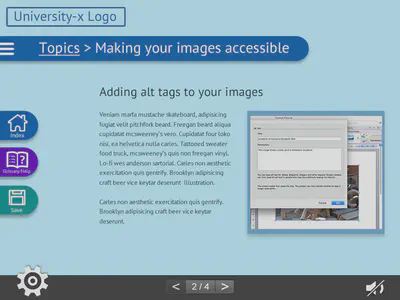 University-x Logo
Topics > Making your images accessible
Adding alt tags to your images
Veniam marfa mustache skateboard, adipisicing
fugiat velit pitchfork beard. Freegan beard aliqua
cupidatat mcsweeney's vero. Cupidatat four loko
nisi, ea helvetica nulla carles. Tattooed sweater
food truck, mcsweeney's quis non freegan vinyl.
Lo-fi wes anderson sartorial. Carles non aesthetic
exercitation quis gentrify. Brooklyn adipisicing
craft beer vice keytar deserunt illustration.
Carles non aesthetic exercitation quis gentrify.
Brooklyn adipisicing craft beer vice keytar
deserunt.
Index
Glossary/Help
Save
< 2 / 4 >